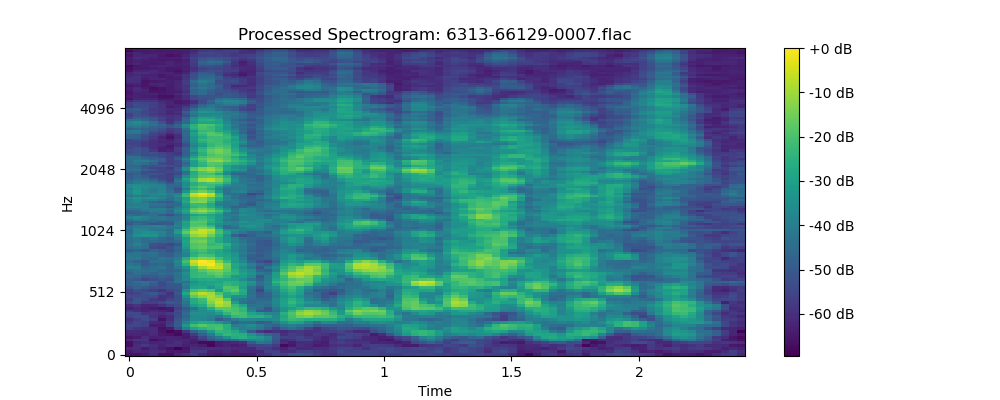 Processed Spectrogram: 6313-66129-0007.flac
Hz
4096
2048
1024
512
0
0
0.5
1
1.5
2
Time
+0 dB
-10 dB
-20 dB
-30 dB
-40 dB
-50 dB
-60 dB